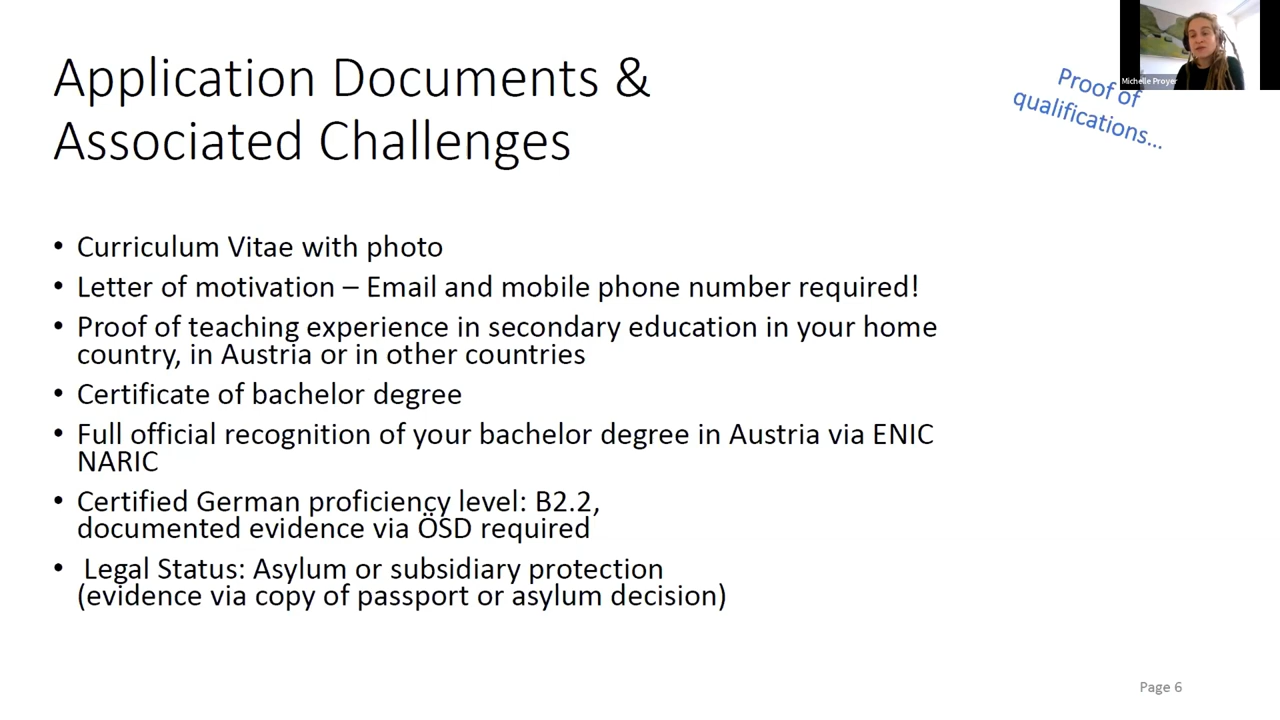 Application Documents &
Associated Challenges
Michelle Proyer
Proof of
qualifications...
• Curriculum Vitae with photo
• Letter of motivation – Email and mobile phone number required!
• Proof of teaching experience in secondary education in your home
country, in Austria or in other countries
• Certificate of bachelor degree
• Full official recognition of your bachelor degree in Austria via ENIC
NARIC
• Certified German proficiency level: B2.2,
documented evidence via ÖSD required
• Legal Status: Asylum or subsidiary protection
(evidence via copy of passport or asylum decision)
Page 6